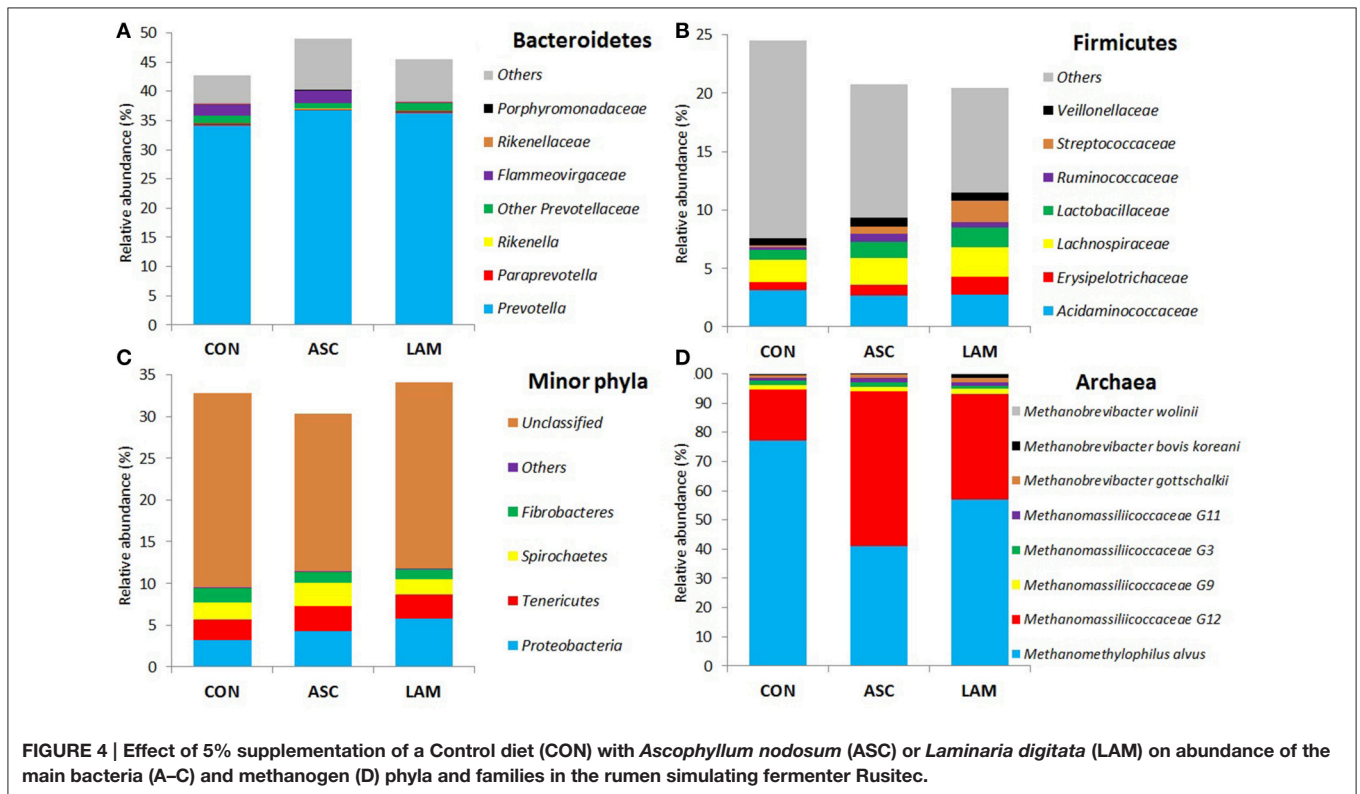 A
Bacteroidetes
Relative abundance (%)
50
45
40
35
30
25
20
15
10
5
0
CON
ASC
LAM
Others
Porphyromonadaceae
Rikenellaceae
Flammeovirgaceae
Other Prevotellaceae
Rikenella
Paraprevotella
Prevotella
B
Firmicutes
Relative abundance (%)
25
20
15
10
5
0
CON
ASC
LAM
Others
Veillonellaceae
Streptococcaceae
Ruminococcaceae
Lactobacillaceae
Lachnospiraceae
Erysipelotrichaceae
Acidaminococcaceae
C
Minor phyla
Relative abundance (%)
35
30
25
20
15
10
5
0
CON
ASC
LAM
Unclassified
Others
Fibrobacteres
Spirochaetes
Tenericutes
Proteobacteria
D
Archaea
Relative abundance (%)
00
90
80
70
60
50
40
30
20
10
0
CON
ASC
LAM
Methanobrevibacter wolinii
Methanobrevibacter bovis koreani
Methanobrevibacter gottschalkii
Methanomassiliicoccaceae G11
Methanomassiliicoccaceae G3
Methanomassiliicoccaceae G9
Methanomassiliicoccaceae G12
Methanomethylophilus alvus
FIGURE 4 | Effect of 5% supplementation of a Control diet (CON) with Ascophyllum nodosum (ASC) or Laminaria digitata (LAM) on abundance of the
main bacteria (A–C) and methanogen (D) phyla and families in the rumen simulating fermenter Rusitec.